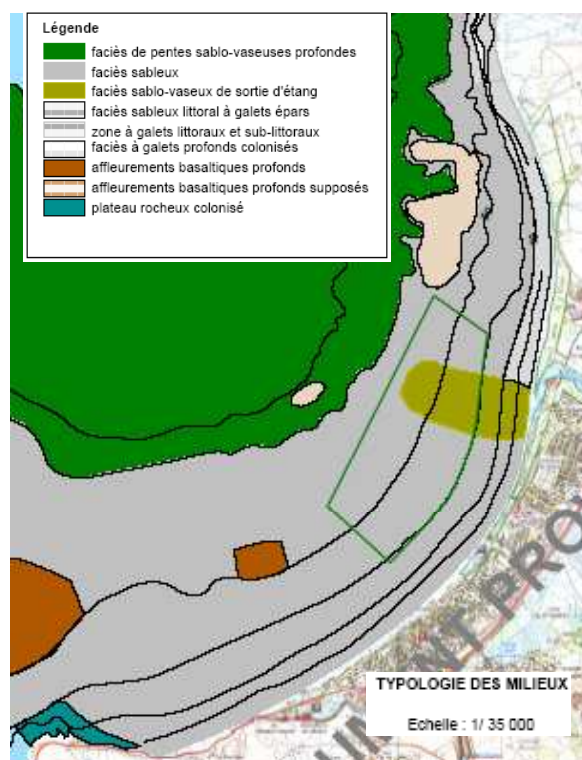 Légende
faciès de pentes sablo-vaseuses profondes
faciès sableux
faciès sablo-vaseux de sortie d'étang
faciès sableux littoral à galets épars
zone à galets littoraux et sub-littoraux
faciès à galets profonds colonisés
affleurements basaltiques profonds
affleurements basaltiques profonds supposés
plateau rocheux colonisé
TYPOLOGIE DES MILIEUX
Echelle : 1/ 35 000